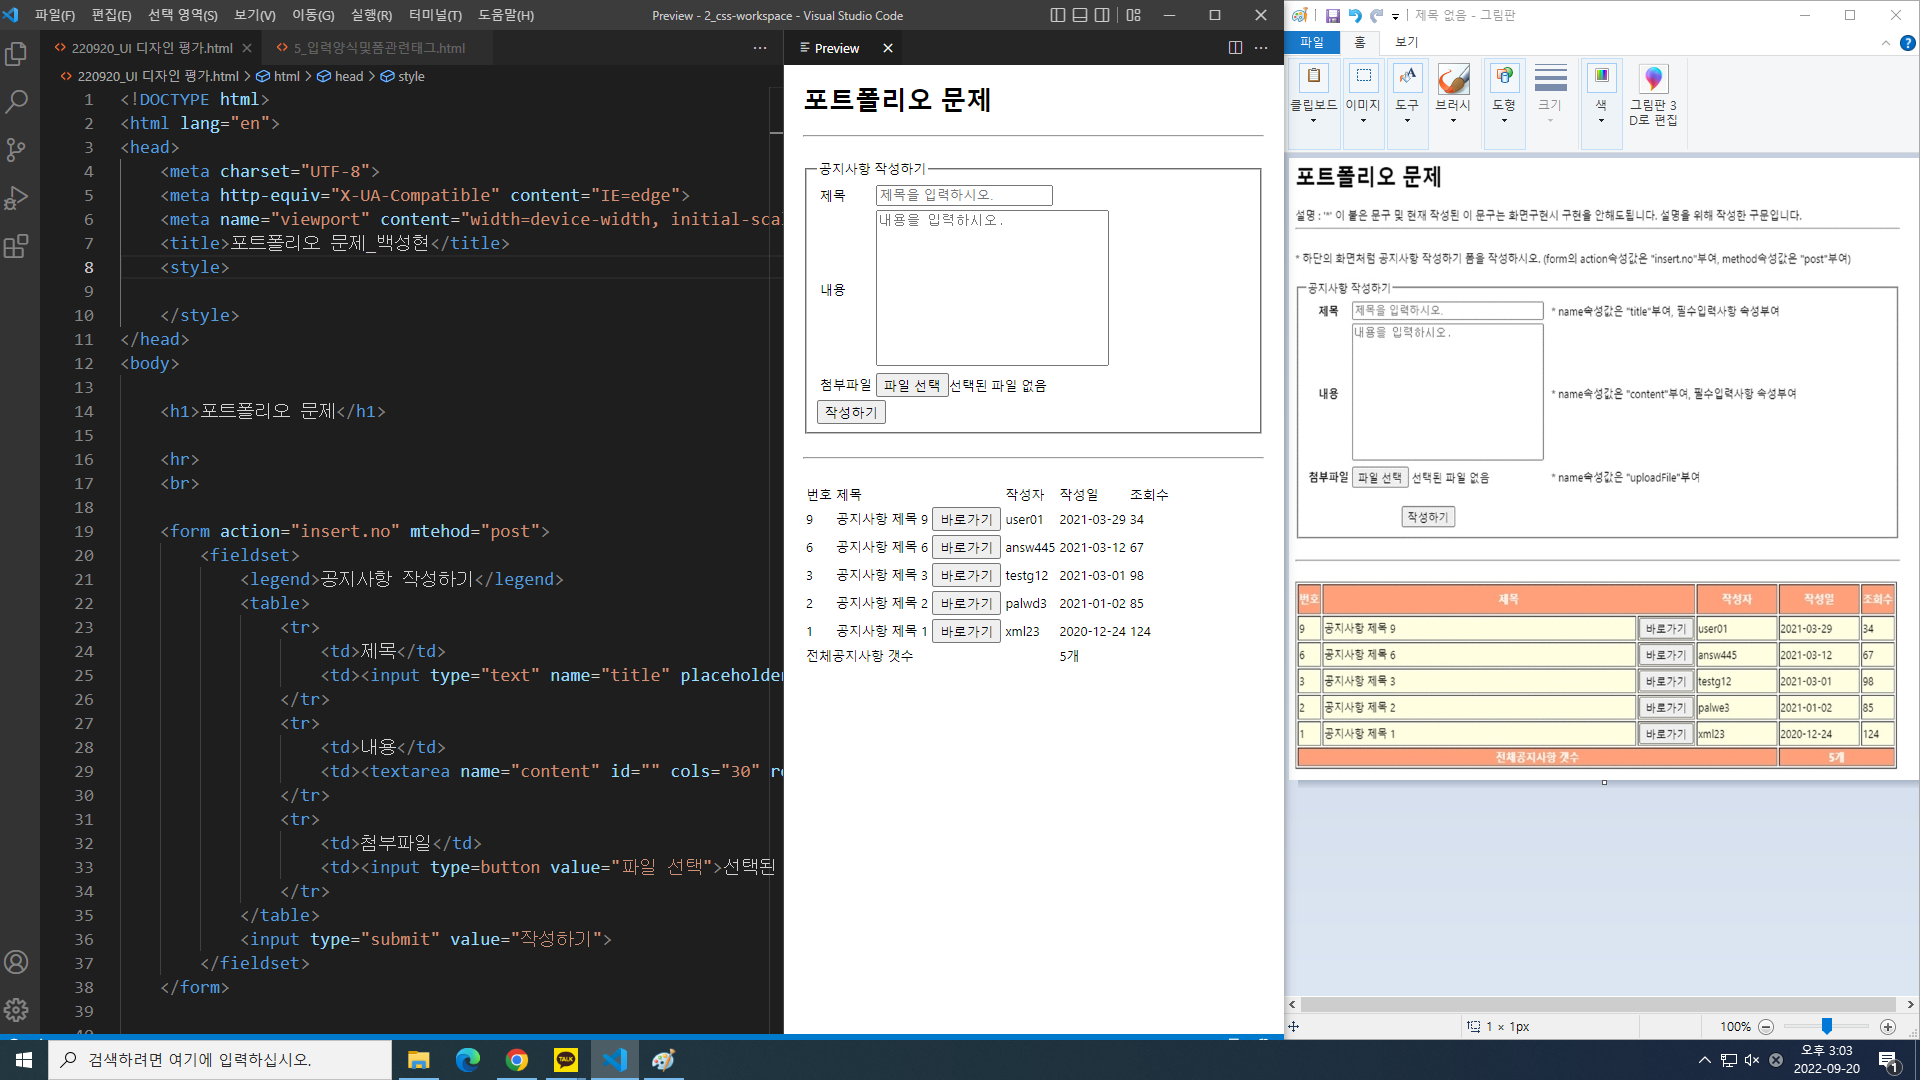 파일(F) 편집(E) 선택 영역(S) 보기(V) 이동(G) 실행(R) 터미널(T) 도움말(H)
Preview - 2_css-workspace - Visual Studio Code
220920_UI 디자인 평가.html
5_입력양식및폼관련태그.html
220920_UI 디자인 평가.html > html > head > style
1 <!DOCTYPE html>
2 <html lang="en">
3 <head>
4 <meta charset="UTF-8">
5 <meta http-equiv="X-UA-Compatible" content="IE=edge">
6 <meta name="viewport" content="width=device-width, initial-scal
7 <title>포트폴리오 문제_백성현</title>
8 <style>
9
10 </style>
11 </head>
12 <body>
13
14 <h1>포트폴리오 문제</h1>
15
16 <hr>
17 <br>
18
19 <form action="insert.no" mtehod="post">
20 <fieldset>
21 <legend>공지사항 작성하기</legend>
22 <table>
23 <tr>
24 <td>제목</td>
25 <td><input type="text" name="title" placeholder
26 </tr>
27 <tr>
28 <td>내용</td>
29 <td><textarea name="content" id="" cols="30" ro
30 </tr>
31 <tr>
32 <td>첨부파일</td>
33 <td><input type=button value="파일 선택">선택된
34 </tr>
35 </table>
36 <input type="submit" value="작성하기">
37 </fieldset>
38 </form>
39
Preview
포트폴리오 문제
공지사항 작성하기
제목 제목을 입력하시오.
내용을 입력하시오.
내용
첨부파일 파일 선택 선택된 파일 없음
작성하기
번호 제목 작성자 작성일 조회수
9 공지사항 제목 9 바로가기 user01 2021-03-29 34
6 공지사항 제목 6 바로가기 answ445 2021-03-12 67
3 공지사항 제목 3 바로가기 testg12 2021-03-01 98
2 공지사항 제목 2 바로가기 palwd3 2021-01-02 85
1 공지사항 제목 1 바로가기 xml23 2020-12-24 124
전체공지사항 갯수 5개
제목 없음 - 그림판
파일 홈 보기
클립보드 이미지 도구 브러시 도형 크기 색 그림판 3
D로 편집
포트폴리오 문제
설명 : '*' 이 붙은 문구 및 현재 작성된 이 문구는 화면구현시 구현을 안해도됩니다. 설명을 위해 작성한 구문입니다.
* 하단의 화면처럼 공지사항 작성하기 폼을 작성하시오. (form의 action속성값은 "insert.no"부여, method속성값은 "post"부여)
공지사항 작성하기
제목 제목을 입력하시오. * name속성값은 "title"부여, 필수입력사항 속성부여
내용을 입력하시오.
내용 * name속성값은 "content"부여, 필수입력사항 속성부여
첨부파일 파일 선택 선택된 파일 없음 * name속성값은 "uploadFile"부여
작성하기
번호 제목 작성자 작성일 조회수
9 공지사항 제목 9 바로가기 user01 2021-03-29 34
6 공지사항 제목 6 바로가기 answ445 2021-03-12 67
3 공지사항 제목 3 바로가기 testg12 2021-03-01 98
2 공지사항 제목 2 바로가기 palwe3 2021-01-02 85
1 공지사항 제목 1 바로가기 xml23 2020-12-24 124
전체공지사항 갯수 5개
1 × 1px
100%
검색하려면 여기에 입력하십시오.
TALK
오후 3:03
2022-09-20
1